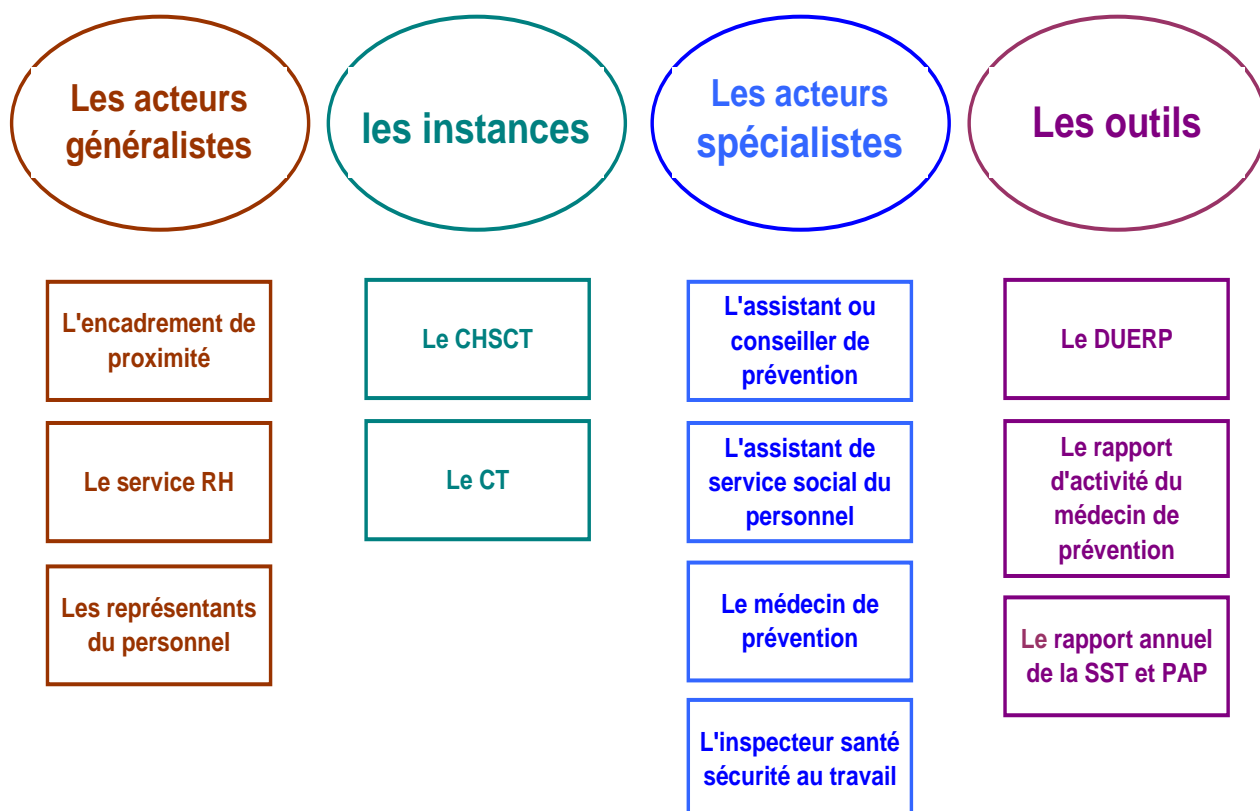 Les acteurs
généralistes
les instances
Les acteurs
spécialistes
Les outils
L'encadrement de
proximité
Le service RH
Les représentants
du personnel
Le CHSCT
Le CT
L'assistant ou
conseiller de
prévention
L'assistant de
service social du
personnel
Le médecin de
prévention
L'inspecteur santé
sécurité au travail
Le DUERP
Le rapport
d'activité du
médecin de
prévention
Le rapport annuel
de la SST et PAP